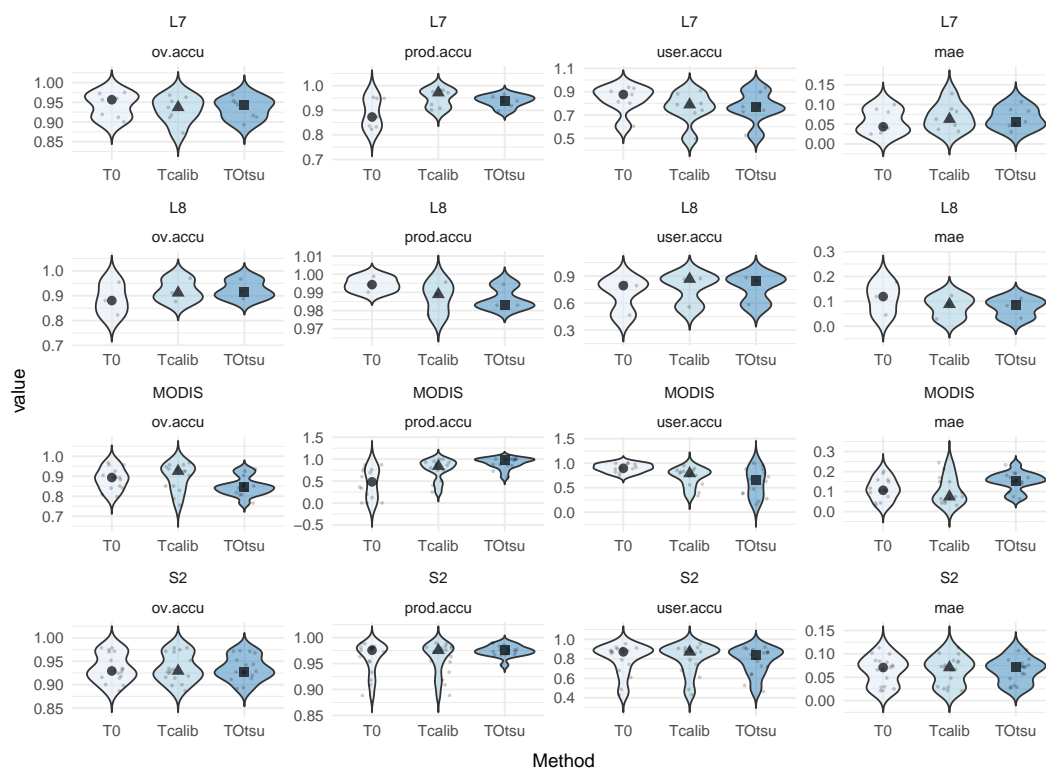 L7 L7 L7 L7
ov.accu prod.accu user.accu mae
1.00 0.95 0.90 0.85
1.0 0.9 0.8 0.7
1.1 0.9 0.7 0.5
0.15 0.10 0.05 0.00
T0 Tcalib TOtsu T0 Tcalib TOtsu T0 Tcalib TOtsu T0 Tcalib TOtsu
L8 L8 L8 L8
ov.accu prod.accu user.accu mae
1.0 0.9 0.8 0.7
1.01 1.00 0.99 0.98 0.97
0.9 0.6 0.3
0.3 0.2 0.1 0.0
T0 Tcalib TOtsu T0 Tcalib TOtsu T0 Tcalib TOtsu T0 Tcalib TOtsu
value
MODIS MODIS MODIS MODIS
ov.accu prod.accu user.accu mae
1.0 0.9 0.8 0.7
1.5 1.0 0.5 0.0 −0.5
1.5 1.0 0.5 0.0
0.3 0.2 0.1 0.0
T0 Tcalib TOtsu T0 Tcalib TOtsu T0 Tcalib TOtsu T0 Tcalib TOtsu
S2 S2 S2 S2
ov.accu prod.accu user.accu mae
1.00 0.95 0.90 0.85
1.00 0.95 0.90 0.85
1.0 0.8 0.6 0.4
0.15 0.10 0.05 0.00
T0 Tcalib TOtsu T0 Tcalib TOtsu T0 Tcalib TOtsu T0 Tcalib TOtsu
Method